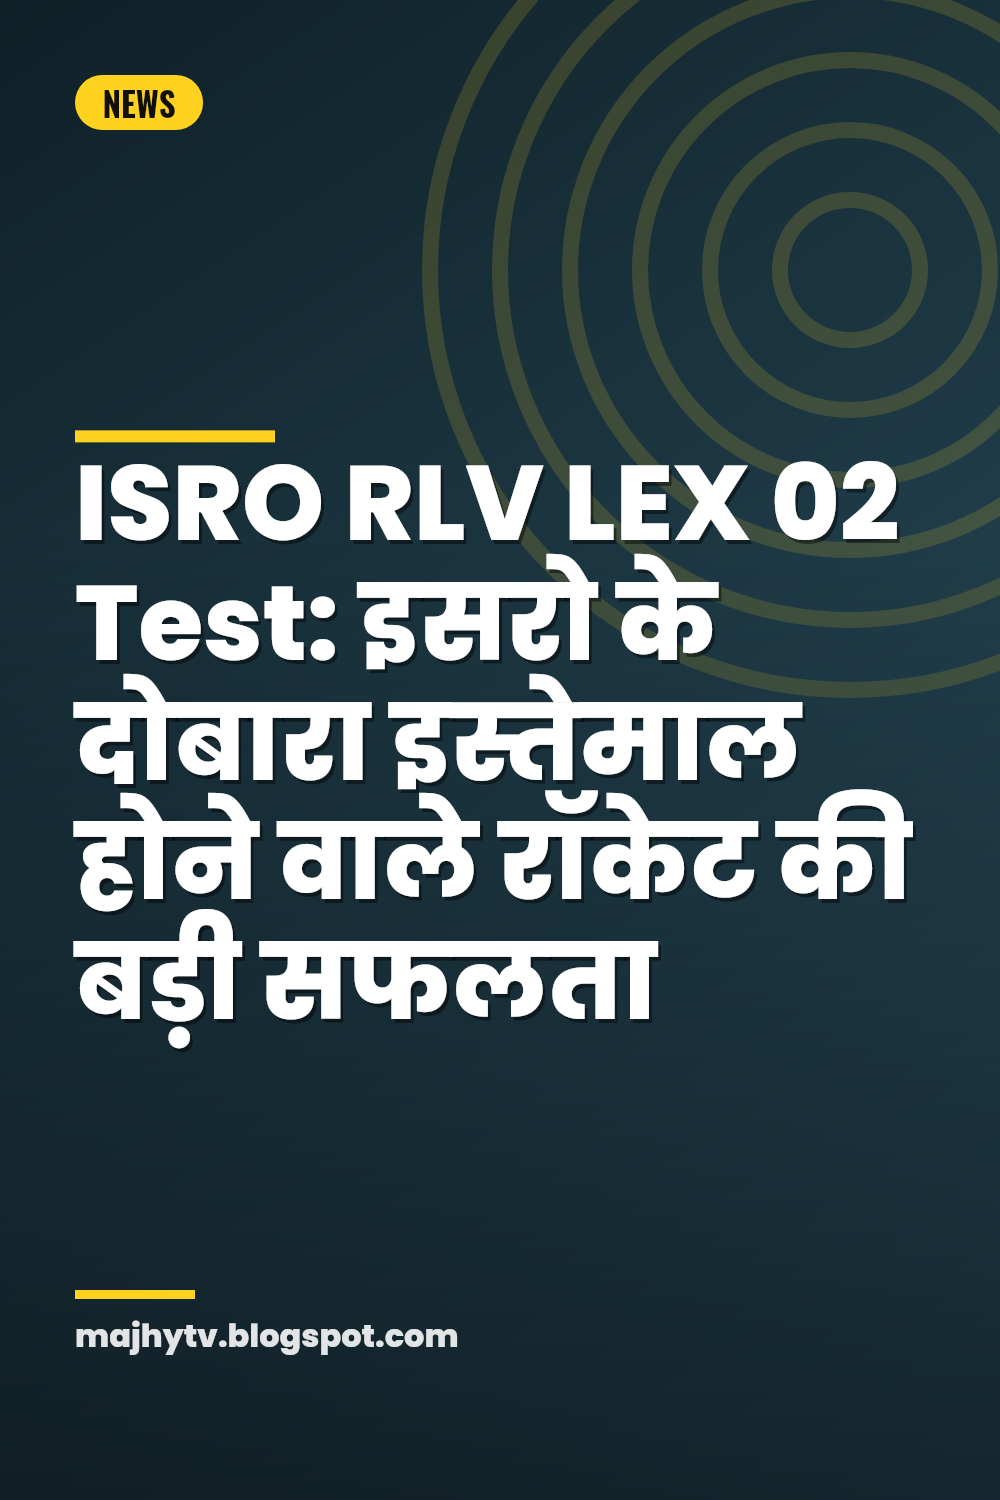 NEWS
ISRO RLV LEX 02
Test: इसरो के
दोबारा इस्तेमाल
होने वाले रॉकेट की
बड़ी सफलता
majhytv.blogspot.com